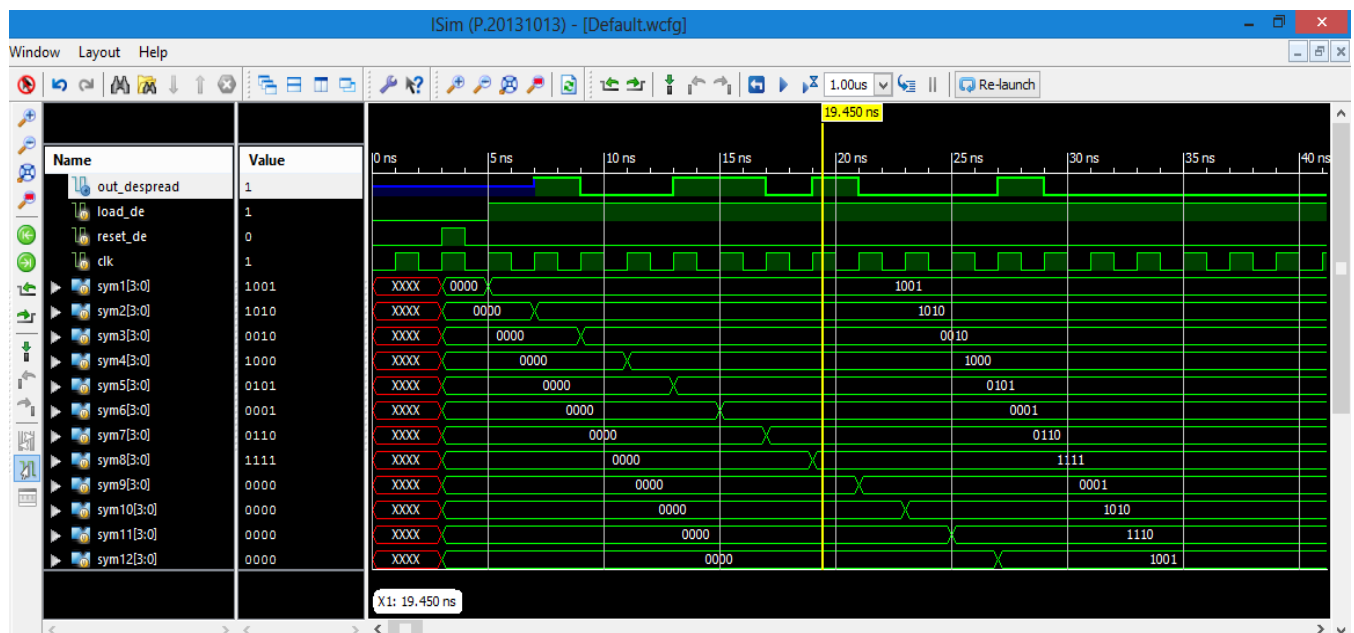 ISim (P.20131013) - [Default.wcfg]
Window Layout Help
1.00us Re-launch
19.450 ns
Name Value 0 ns 5 ns 10 ns 15 ns 20 ns 25 ns 30 ns 35 ns 40 ns
out_despread 1
load_de 1
reset_de 0
clk 1
sym1[3:0] 1001 XXXX 0000 1001
sym2[3:0] 1010 XXXX 0000 1010
sym3[3:0] 0010 XXXX 0000 0010
sym4[3:0] 1000 XXXX 0000 1000
sym5[3:0] 0101 XXXX 0000 0101
sym6[3:0] 0001 XXXX 0000 0001
sym7[3:0] 0110 XXXX 0000 0110
sym8[3:0] 1111 XXXX 0000 1111
sym9[3:0] 0000 XXXX 0000 0001
sym10[3:0] 0000 XXXX 0000 1010
sym11[3:0] 0000 XXXX 0000 1110
sym12[3:0] 0000 XXXX 0000 1001
X1: 19.450 ns